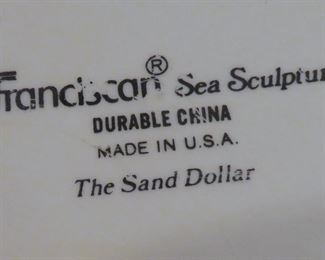 Franciscan® Sea Sculptur
DURABLE CHINA
MADE IN U.S.A.
The Sand Dollar